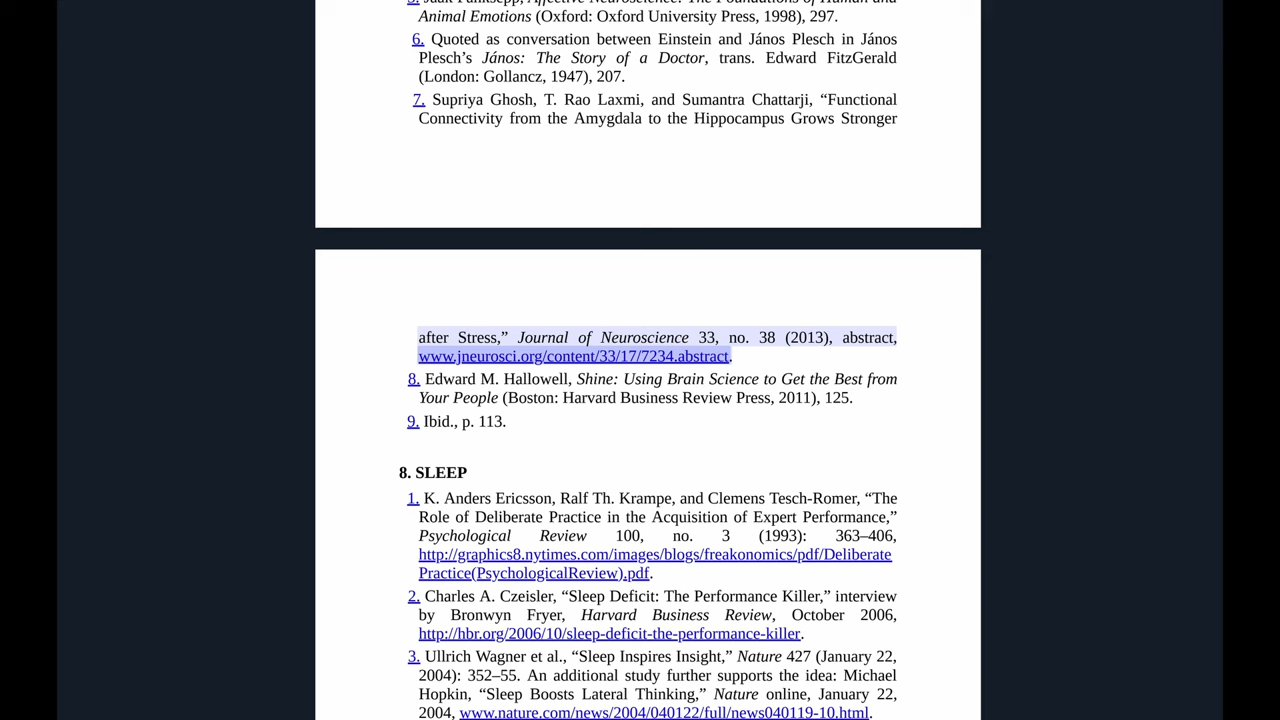 5. Jaak Panksepp, Affective Neuroscience: The Foundations of Human and
Animal Emotions (Oxford: Oxford University Press, 1998), 297.
6. Quoted as conversation between Einstein and János Plesch in János
Plesch’s János: The Story of a Doctor, trans. Edward FitzGerald
(London: Gollancz, 1947), 207.
7. Supriya Ghosh, T. Rao Laxmi, and Sumantra Chattarji, “Functional
Connectivity from the Amygdala to the Hippocampus Grows Stronger
after Stress,” Journal of Neuroscience 33, no. 38 (2013), abstract,
www.jneurosci.org/content/33/17/7234.abstract.
8. Edward M. Hallowell, Shine: Using Brain Science to Get the Best from
Your People (Boston: Harvard Business Review Press, 2011), 125.
9. Ibid., p. 113.
8. SLEEP
1. K. Anders Ericsson, Ralf Th. Krampe, and Clemens Tesch-Romer, “The
Role of Deliberate Practice in the Acquisition of Expert Performance,”
Psychological Review 100, no. 3 (1993): 363–406,
http://graphics8.nytimes.com/images/blogs/freakonomics/pdf/Deliberate
Practice(PsychologicalReview).pdf.
2. Charles A. Czeisler, “Sleep Deficit: The Performance Killer,” interview
by Bronwyn Fryer, Harvard Business Review, October 2006,
http://hbr.org/2006/10/sleep-deficit-the-performance-killer.
3. Ullrich Wagner et al., “Sleep Inspires Insight,” Nature 427 (January 22,
2004): 352–55. An additional study further supports the idea: Michael
Hopkin, “Sleep Boosts Lateral Thinking,” Nature online, January 22,
2004, www.nature.com/news/2004/040122/full/news040119-10.html.